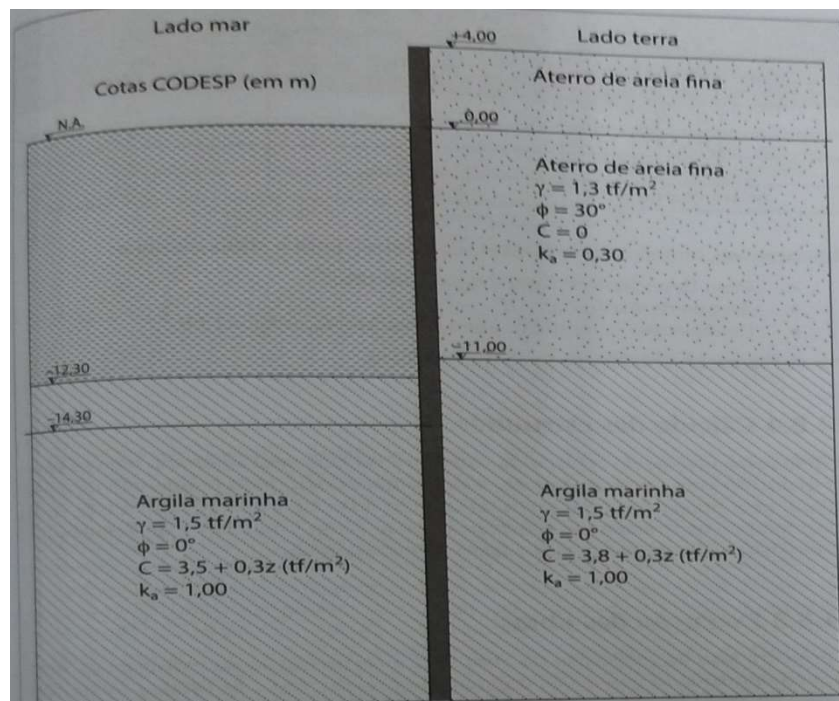 Lado mar
Cotas CODESP (em m)
N.A.
-12,30
-14,30
Argila marinha
γ = 1,5 tf/m²
ϕ = 0°
C = 3,5 + 0,3z (tf/m²)
kₐ = 1,00
+4,00
Lado terra
Aterro de areia fina
0,00
Aterro de areia fina
γ = 1,3 tf/m²
ϕ = 30°
C = 0
kₐ = 0,30
-11,00
Argila marinha
γ = 1,5 tf/m²
ϕ = 0°
C = 3,8 + 0,3z (tf/m²)
kₐ = 1,00